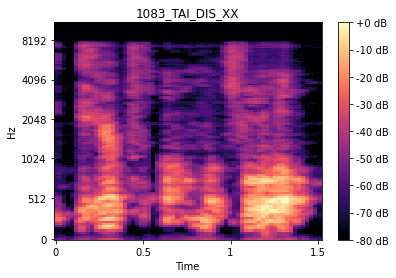 1083_TAI_DIS_XX
8192
4096
2048
1024
512
0
Hz
0
0.5
1
1.5
Time
+0 dB
-10 dB
-20 dB
-30 dB
-40 dB
-50 dB
-60 dB
-70 dB
-80 dB